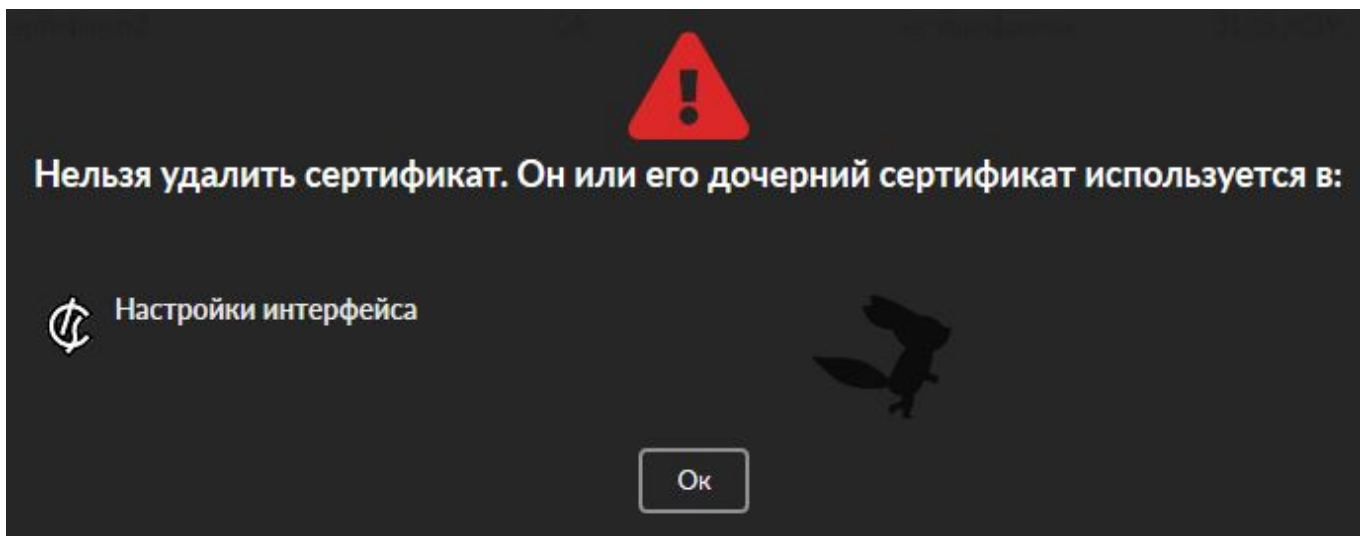 Нельзя удалить сертификат. Он или его дочерний сертификат используется в:
Настройки интерфейса
Ок